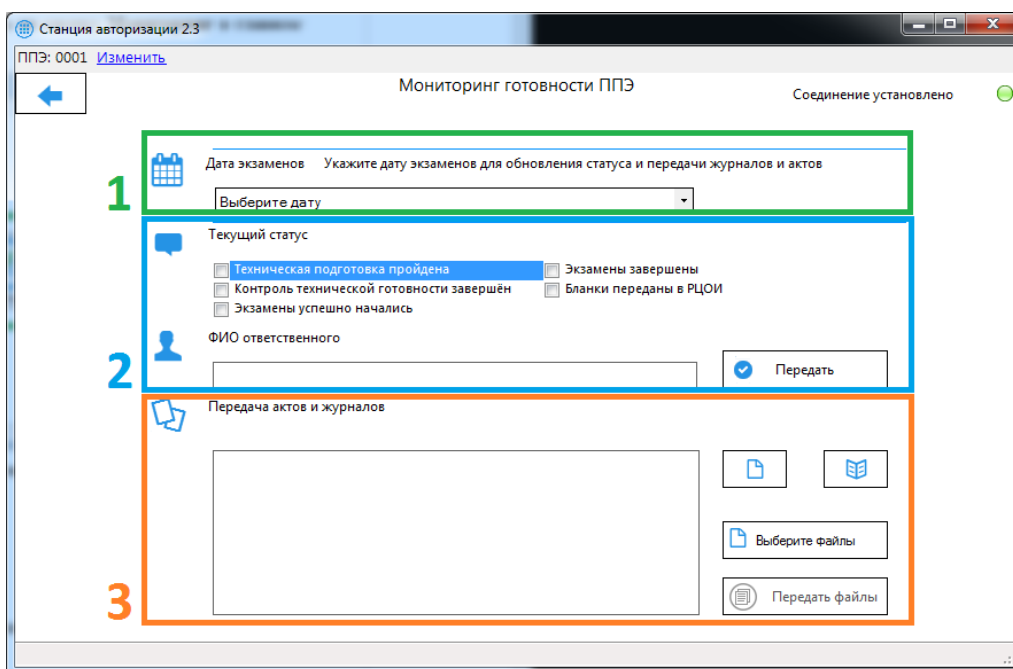 Станция авторизации 2.3
ППЭ: 0001 Изменить
Мониторинг готовности ППЭ
Соединение установлено
1
Дата экзаменов Укажите дату экзаменов для обновления статуса и передачи журналов и актов
Выберите дату
2
Текущий статус
Техническая подготовка пройдена Экзамены завершены
Контроль технической готовности завершён Бланки переданы в РЦОИ
Экзамены успешно начались
ФИО ответственного
Передать
3
Передача актов и журналов
Выберите файлы
Передать файлы